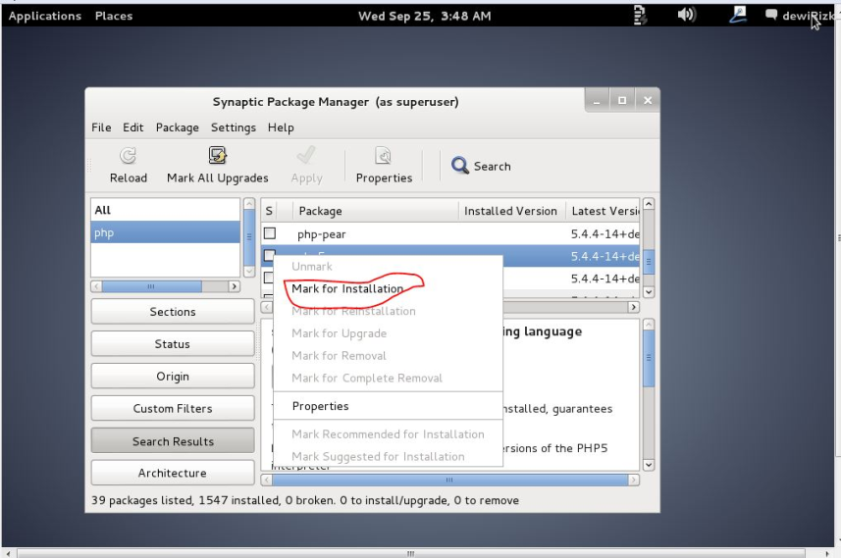 Applications Places Wed Sep 25, 3:48 AM
Synaptic Package Manager (as superuser)
File Edit Package Settings Help
Reload Mark All Upgrades Apply Properties Search
All
php
S Package Installed Version Latest Versi
php-pear 5.4.4-14+de
5.4.4-14+de
5.4.4-14+de
Unmark
Mark for Installation
Mark for Reinstallation
Mark for Upgrade
Mark for Removal
Mark for Complete Removal
Properties
Mark Recommended for Installation
Mark Suggested for Installation
Sections
Status
Origin
Custom Filters
Search Results
Architecture
ing language
nstalled, guarantees
ersions of the PHP5
39 packages listed, 1547 installed, 0 broken. 0 to install/upgrade, 0 to remove